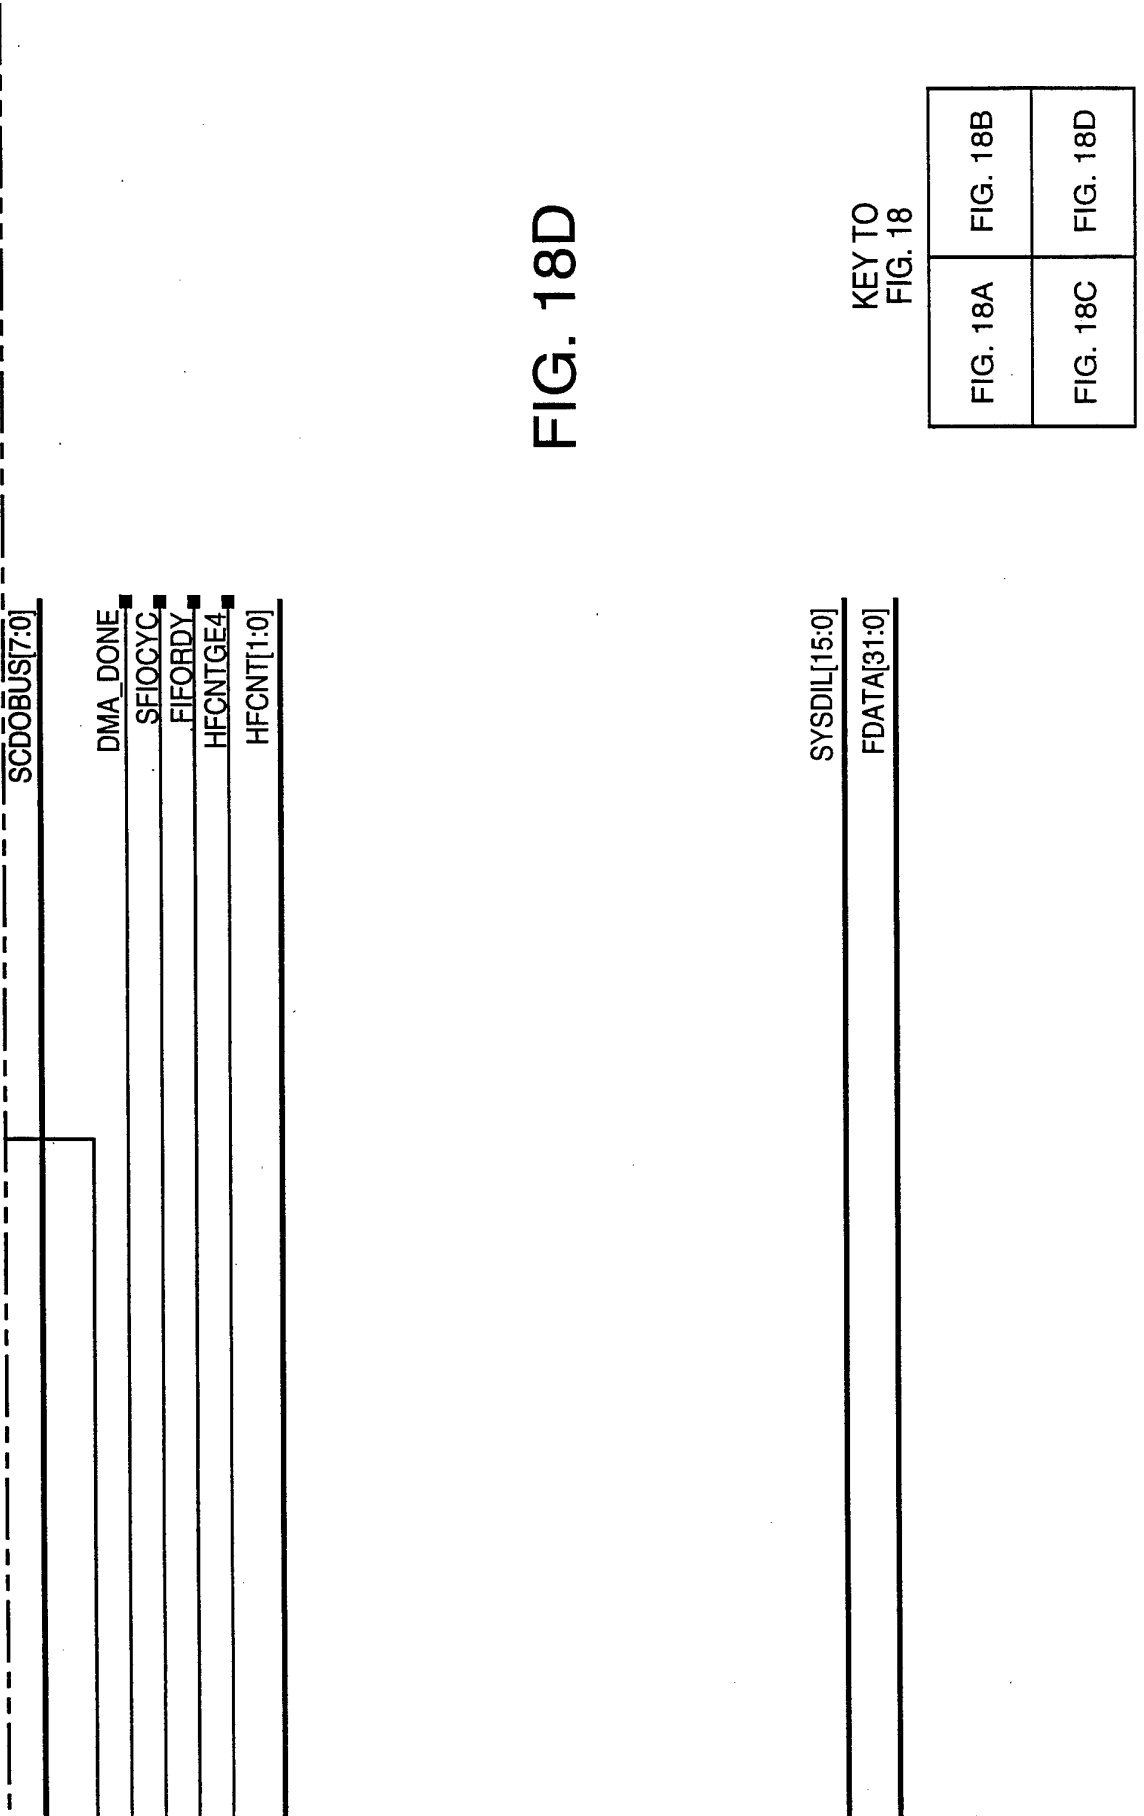 SCDOBUS[7:0]
DMA_DONE
SFIOCYC
FIFORDY
HFCNTGE4
HFCNT[1:0]
FIG. 18D
SYSDIL[15:0]
FDATA[31:0]
KEY TO
FIG. 18
FIG. 18A FIG. 18B
FIG. 18C FIG. 18D